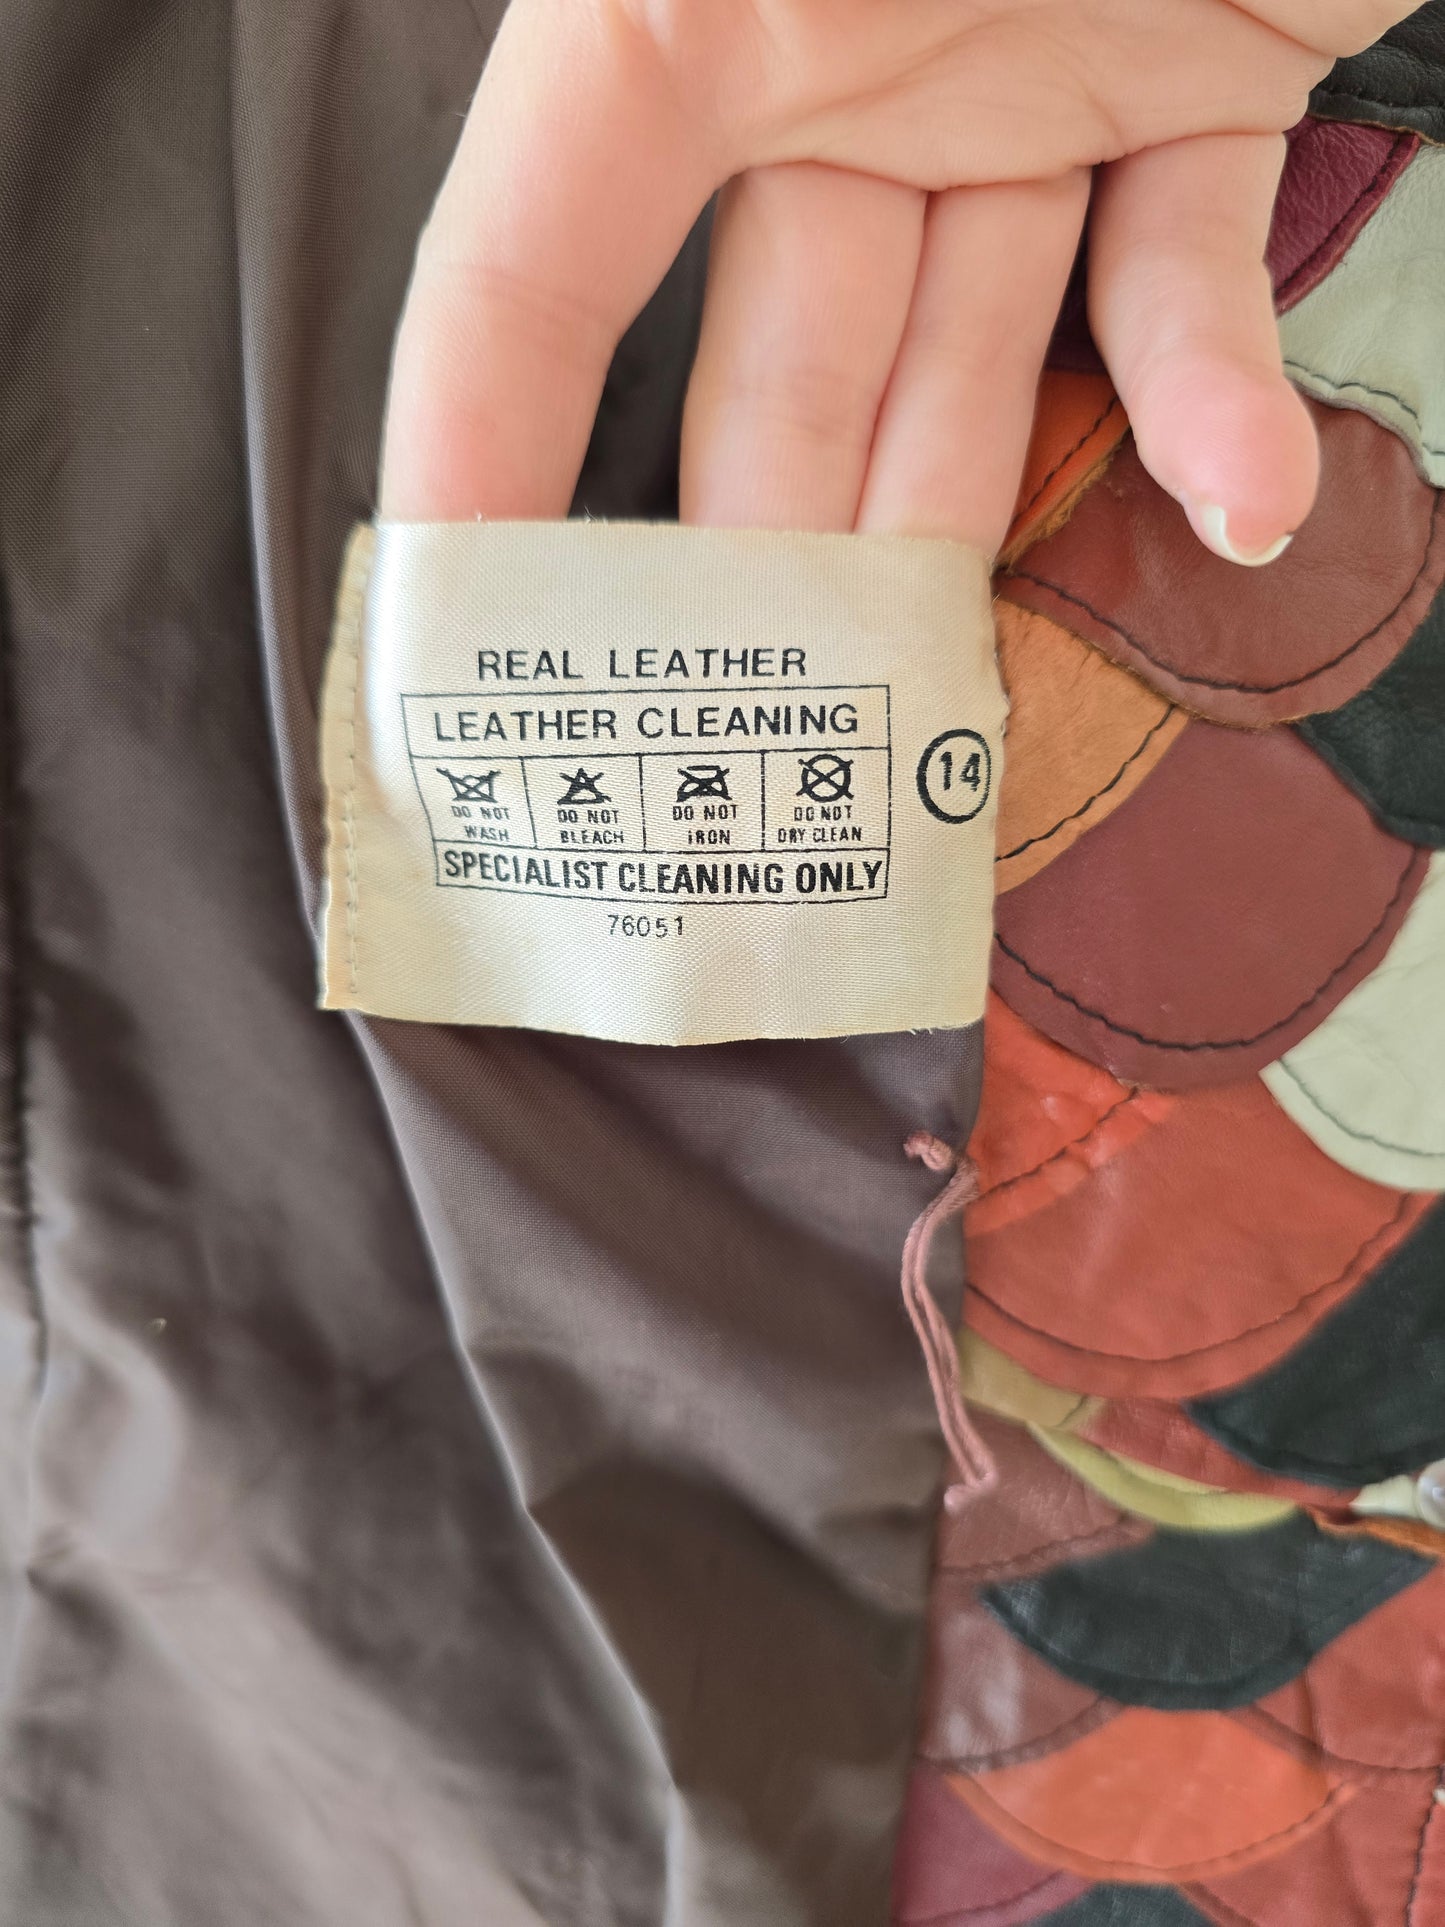 REAL LEATHER
LEATHER CLEANING
14
DO NOT WASH
DO NOT BLEACH
DO NOT IRON
DO NOT DRY CLEAN
SPECIALIST CLEANING ONLY
76051